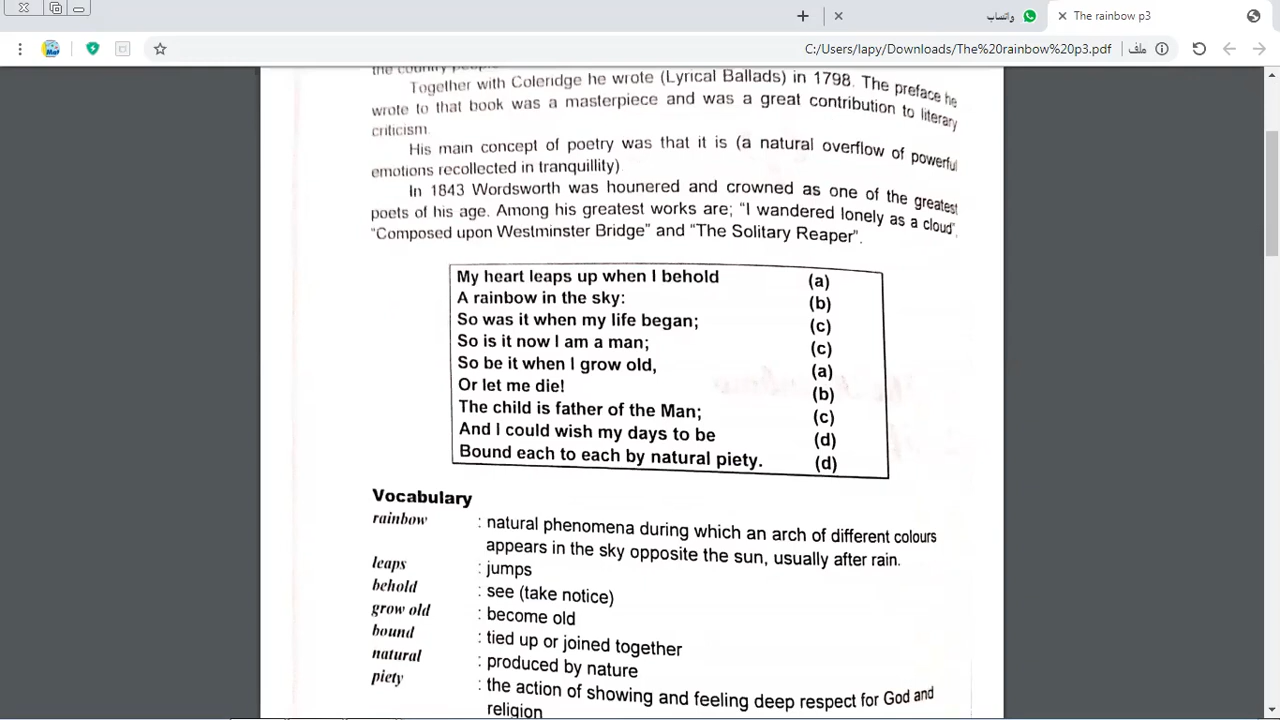 واتساب
The rainbow p3
C:/Users/lapy/Downloads/The%20rainbow%20p3.pdf
ملف
the country
Together with Coleridge he wrote (Lyrical Ballads) in 1798. The preface he
wrote to that book was a masterpiece and was a great contribution to literary
criticism.
His main concept of poetry was that it is (a natural overflow of powerful
emotions recollected in tranquillity)
In 1843 Wordsworth was hounered and crowned as one of the greatest
poets of his age. Among his greatest works are; "I wandered lonely as a cloud",
"Composed upon Westminster Bridge" and "The Solitary Reaper".
My heart leaps up when I behold (a)
A rainbow in the sky: (b)
So was it when my life began; (c)
So is it now I am a man; (c)
So be it when I grow old, (a)
Or let me die! (b)
The child is father of the Man; (c)
And I could wish my days to be (d)
Bound each to each by natural piety. (d)
Vocabulary
rainbow : natural phenomena during which an arch of different colours
appears in the sky opposite the sun, usually after rain.
leaps : jumps
behold : see (take notice)
grow old : become old
bound : tied up or joined together
natural : produced by nature
piety : the action of showing and feeling deep respect for God and
religion